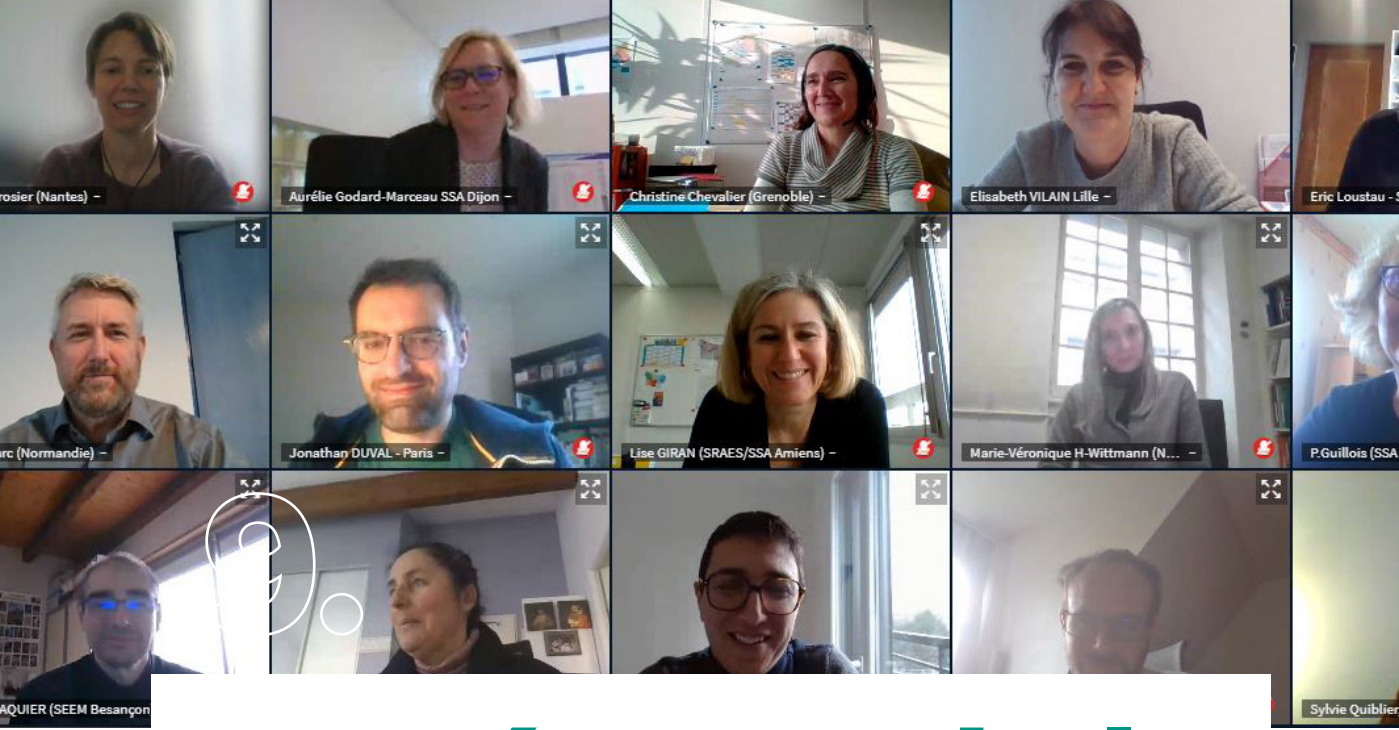 rosier (Nantes) –
Aurélie Godard-Marceau SSA Dijon –
Christine Chevalier (Grenoble) –
Elisabeth VILAIN Lille –
Eric Loustau -
rc (Normandie) –
Jonathan DUVAL - Paris –
Lise GIRAN (SRAES/SSA Amiens) –
Marie-Véronique H-Wittmann (N... –
P.Guillois (SSA
AQUIER (SEEM Besançon
e.
Sylvie Quiblier